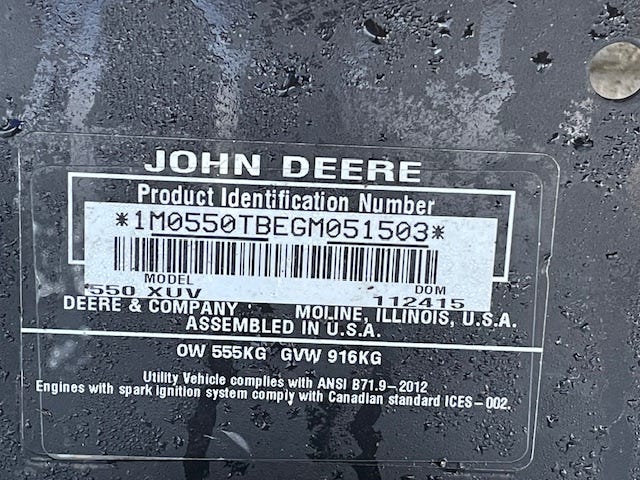 JOHN DEERE
Product Identification Number
*1M0550TBEGM051503*
MODEL DOM
550 XUV 112415
DEERE & COMPANY MOLINE, ILLINOIS, U.S.A.
ASSEMBLED IN U.S.A.
OW 555KG GVW 916KG
Utility Vehicle complies with ANSI B71.9-2012
Engines with spark ignition system comply with Canadian standard ICES-002.